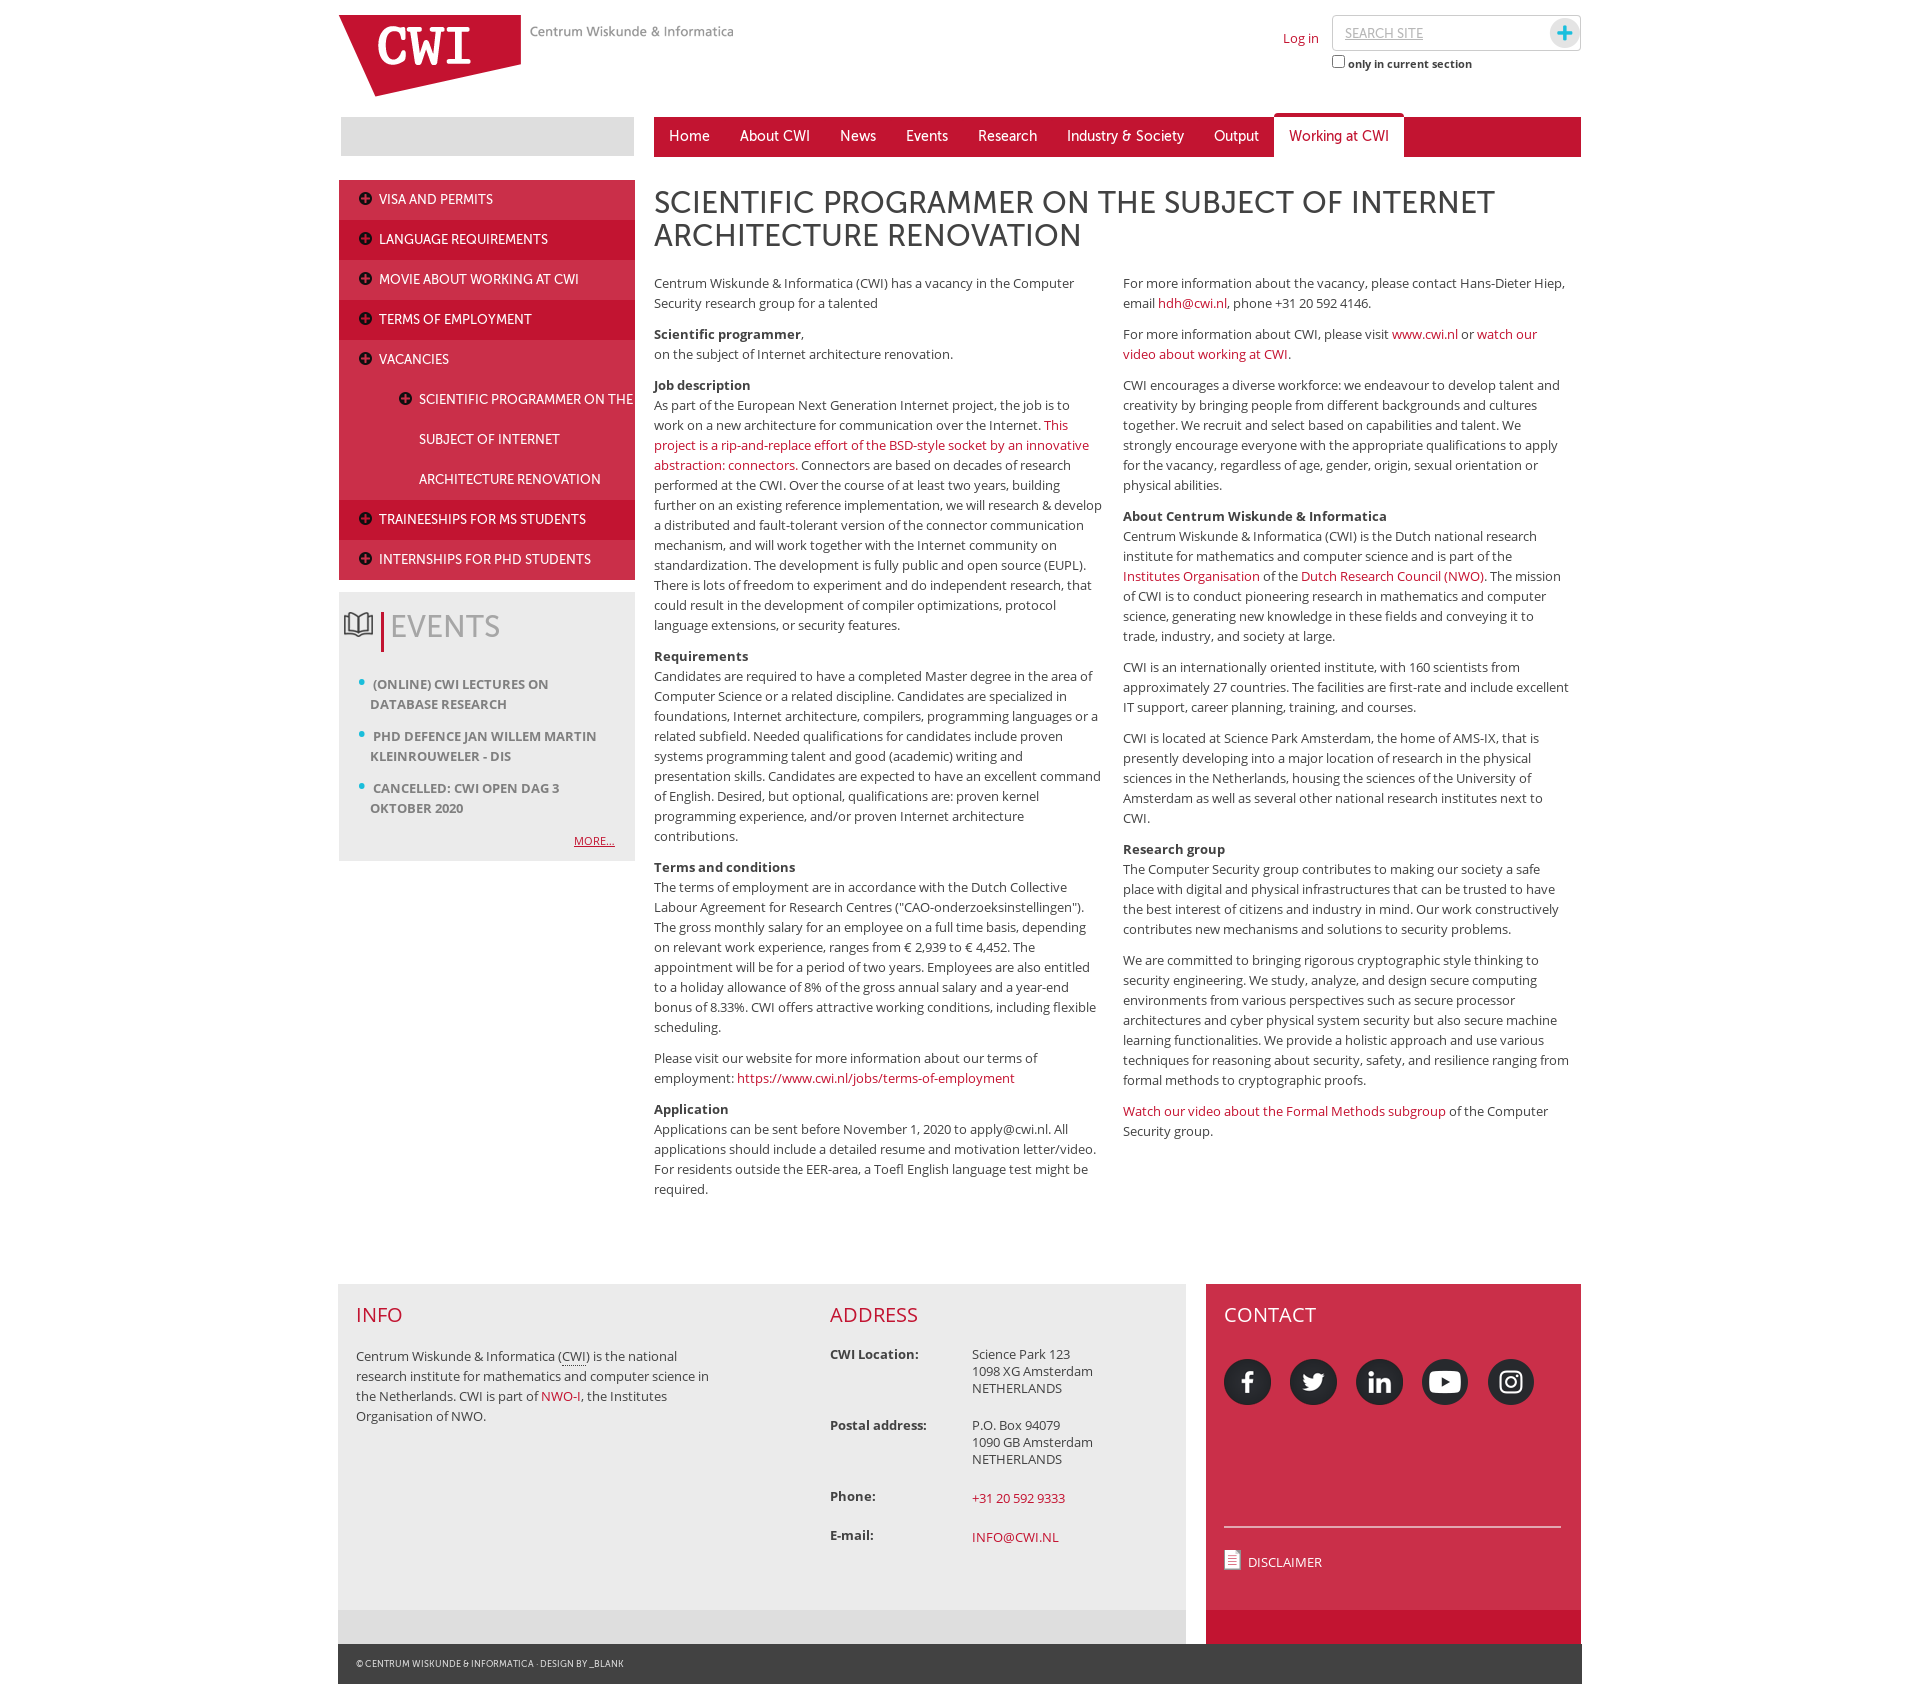 CWI
Centrum Wiskunde & Informatica
Log in
SEARCH SITE
only in current section
Home
About CWI
News
Events
Research
Industry & Society
Output
Working at CWI
VISA AND PERMITS
LANGUAGE REQUIREMENTS
MOVIE ABOUT WORKING AT CWI
TERMS OF EMPLOYMENT
VACANCIES
SCIENTIFIC PROGRAMMER ON THE
SUBJECT OF INTERNET
ARCHITECTURE RENOVATION
TRAINEESHIPS FOR MS STUDENTS
INTERNSHIPS FOR PHD STUDENTS
EVENTS
(ONLINE) CWI LECTURES ON
DATABASE RESEARCH
PHD DEFENCE JAN WILLEM MARTIN
KLEINROUWELER - DIS
CANCELLED: CWI OPEN DAG 3
OKTOBER 2020
MORE...
SCIENTIFIC PROGRAMMER ON THE SUBJECT OF INTERNET
ARCHITECTURE RENOVATION
Centrum Wiskunde & Informatica (CWI) has a vacancy in the Computer
Security research group for a talented
Scientific programmer,
on the subject of Internet architecture renovation.
Job description
As part of the European Next Generation Internet project, the job is to
work on a new architecture for communication over the Internet. This
project is a rip-and-replace effort of the BSD-style socket by an innovative
abstraction: connectors. Connectors are based on decades of research
performed at the CWI. Over the course of at least two years, building
further on an existing reference implementation, we will research & develop
a distributed and fault-tolerant version of the connector communication
mechanism, and will work together with the Internet community on
standardization. The development is fully public and open source (EUPL).
There is lots of freedom to experiment and do independent research, that
could result in the development of compiler optimizations, protocol
language extensions, or security features.
Requirements
Candidates are required to have a completed Master degree in the area of
Computer Science or a related discipline. Candidates are specialized in
foundations, Internet architecture, compilers, programming languages or a
related subfield. Needed qualifications for candidates include proven
systems programming talent and good (academic) writing and
presentation skills. Candidates are expected to have an excellent command
of English. Desired, but optional, qualifications are: proven kernel
programming experience, and/or proven Internet architecture
contributions.
Terms and conditions
The terms of employment are in accordance with the Dutch Collective
Labour Agreement for Research Centres ("CAO-onderzoeksinstellingen").
The gross monthly salary for an employee on a full time basis, depending
on relevant work experience, ranges from € 2,939 to € 4,452. The
appointment will be for a period of two years. Employees are also entitled
to a holiday allowance of 8% of the gross annual salary and a year-end
bonus of 8.33%. CWI offers attractive working conditions, including flexible
scheduling.
Please visit our website for more information about our terms of
employment: https://www.cwi.nl/jobs/terms-of-employment
Application
Applications can be sent before November 1, 2020 to apply@cwi.nl. All
applications should include a detailed resume and motivation letter/video.
For residents outside the EER-area, a Toefl English language test might be
required.
For more information about the vacancy, please contact Hans-Dieter Hiep,
email hdh@cwi.nl, phone +31 20 592 4146.
For more information about CWI, please visit www.cwi.nl or watch our
video about working at CWI.
CWI encourages a diverse workforce: we endeavour to develop talent and
creativity by bringing people from different backgrounds and cultures
together. We recruit and select based on capabilities and talent. We
strongly encourage everyone with the appropriate qualifications to apply
for the vacancy, regardless of age, gender, origin, sexual orientation or
physical abilities.
About Centrum Wiskunde & Informatica
Centrum Wiskunde & Informatica (CWI) is the Dutch national research
institute for mathematics and computer science and is part of the
Institutes Organisation of the Dutch Research Council (NWO). The mission
of CWI is to conduct pioneering research in mathematics and computer
science, generating new knowledge in these fields and conveying it to
trade, industry, and society at large.
CWI is an internationally oriented institute, with 160 scientists from
approximately 27 countries. The facilities are first-rate and include excellent
IT support, career planning, training, and courses.
CWI is located at Science Park Amsterdam, the home of AMS-IX, that is
presently developing into a major location of research in the physical
sciences in the Netherlands, housing the sciences of the University of
Amsterdam as well as several other national research institutes next to
CWI.
Research group
The Computer Security group contributes to making our society a safe
place with digital and physical infrastructures that can be trusted to have
the best interest of citizens and industry in mind. Our work constructively
contributes new mechanisms and solutions to security problems.
We are committed to bringing rigorous cryptographic style thinking to
security engineering. We study, analyze, and design secure computing
environments from various perspectives such as secure processor
architectures and cyber physical system security but also secure machine
learning functionalities. We provide a holistic approach and use various
techniques for reasoning about security, safety, and resilience ranging from
formal methods to cryptographic proofs.
Watch our video about the Formal Methods subgroup of the Computer
Security group.
INFO
Centrum Wiskunde & Informatica (CWI) is the national
research institute for mathematics and computer science in
the Netherlands. CWI is part of NWO-I, the Institutes
Organisation of NWO.
ADDRESS
CWI Location:
Science Park 123
1098 XG Amsterdam
NETHERLANDS
Postal address:
P.O. Box 94079
1090 GB Amsterdam
NETHERLANDS
Phone:
+31 20 592 9333
E-mail:
INFO@CWI.NL
CONTACT
DISCLAIMER
© CENTRUM WISKUNDE & INFORMATICA · DESIGN BY _BLANK